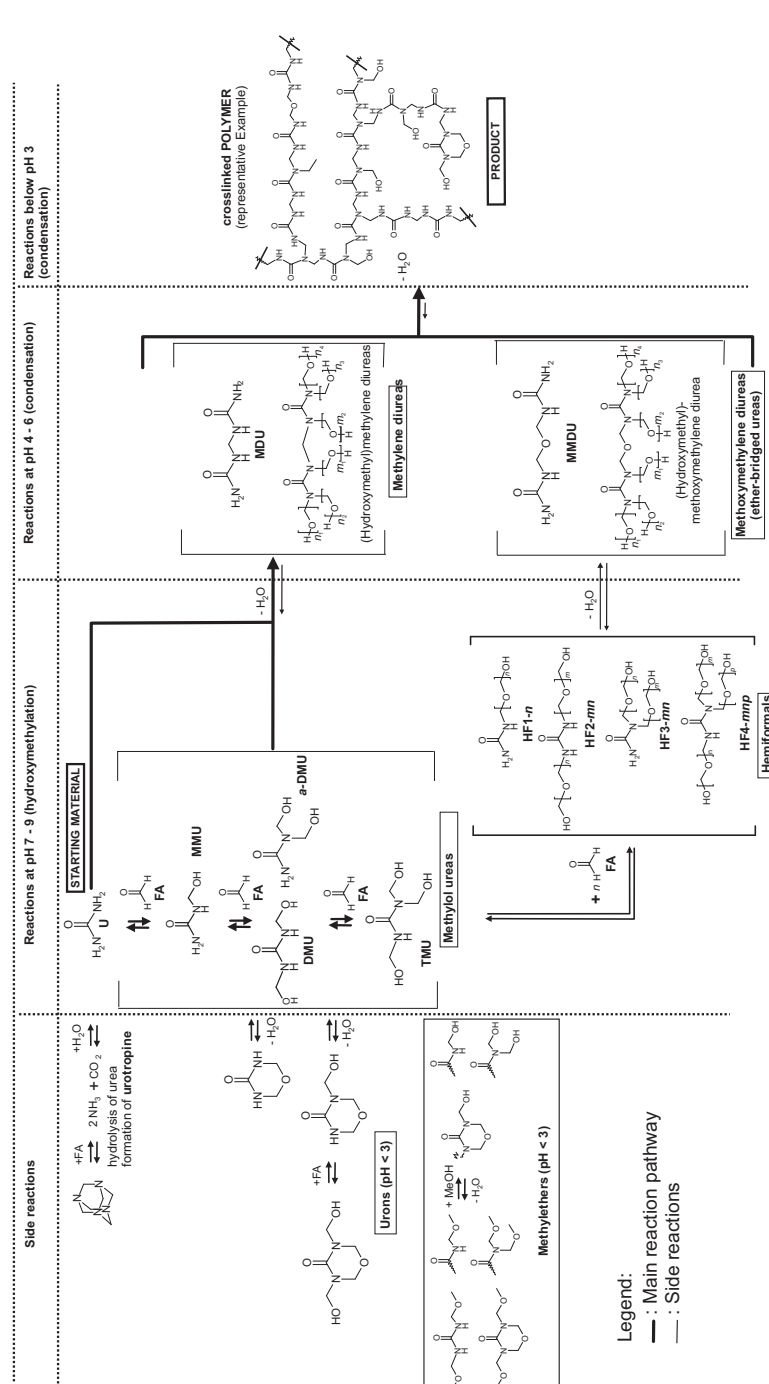 Side reactions
Reactions at pH 7 - 9 (hydroxymethylation)
Reactions at pH 4 - 6 (condensation)
Reactions below pH 3
(condensation)
+FA
2 NH3 + CO2
+H2O
hydrolysis of urea
formation of urotropine
- H2O
- H2O
+FA
Urons (pH < 3)
+ MeOH
- H2O
Methylethers (pH < 3)
Legend:
: Main reaction pathway
: Side reactions
STARTING MATERIAL
U
FA
MMU
FA
DMU
a-DMU
FA
TMU
Methylol ureas
+ n
FA
HF1-n
HF2-mn
HF3-mn
HF4-mnp
Hemiformals
- H2O
- H2O
MDU
(Hydroxymethyl)methylene diureas
Methylene diureas
MMDU
(Hydroxymethyl)-
methoxymethylene diurea
Methoxymethylene diureas
(ether-bridged ureas)
crosslinked POLYMER
(representative Example)
- H2O
PRODUCT